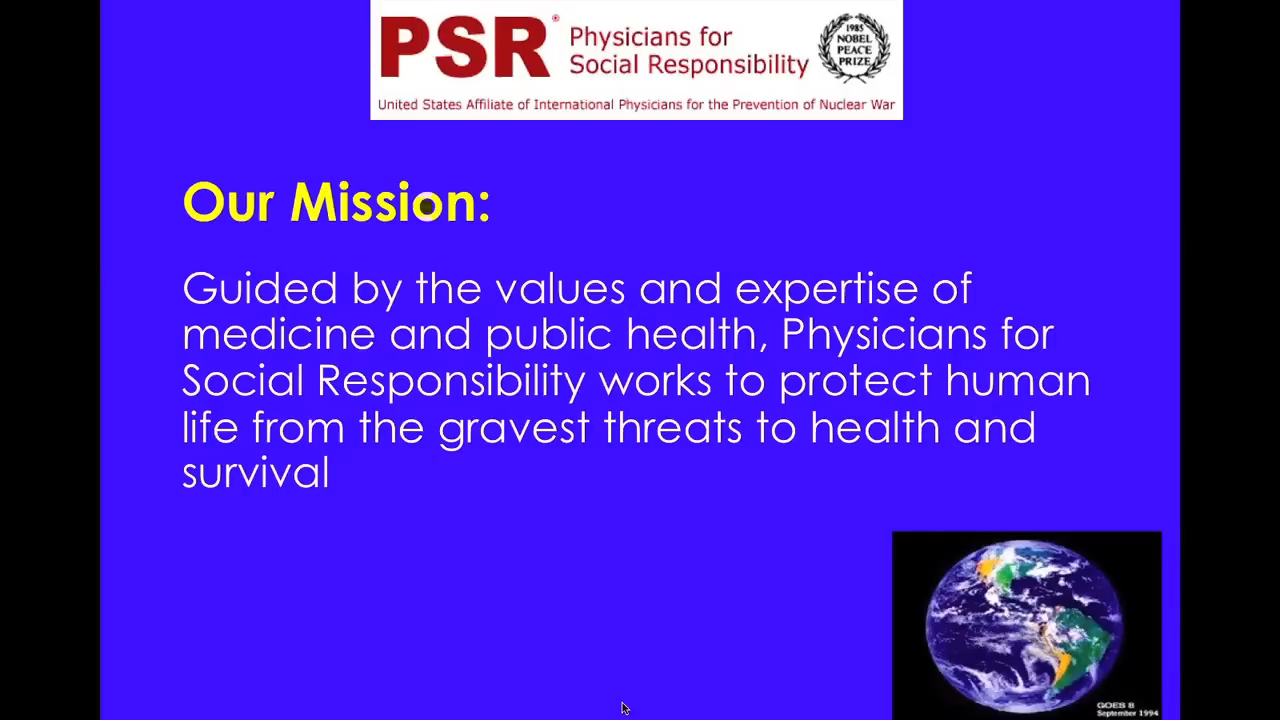 PSR® Physicians for
Social Responsibility
1985
NOBEL
PEACE
PRIZE
United States Affiliate of International Physicians for the Prevention of Nuclear War
Our Mission:
Guided by the values and expertise of
medicine and public health, Physicians for
Social Responsibility works to protect human
life from the gravest threats to health and
survival
GOES 8
September 1994